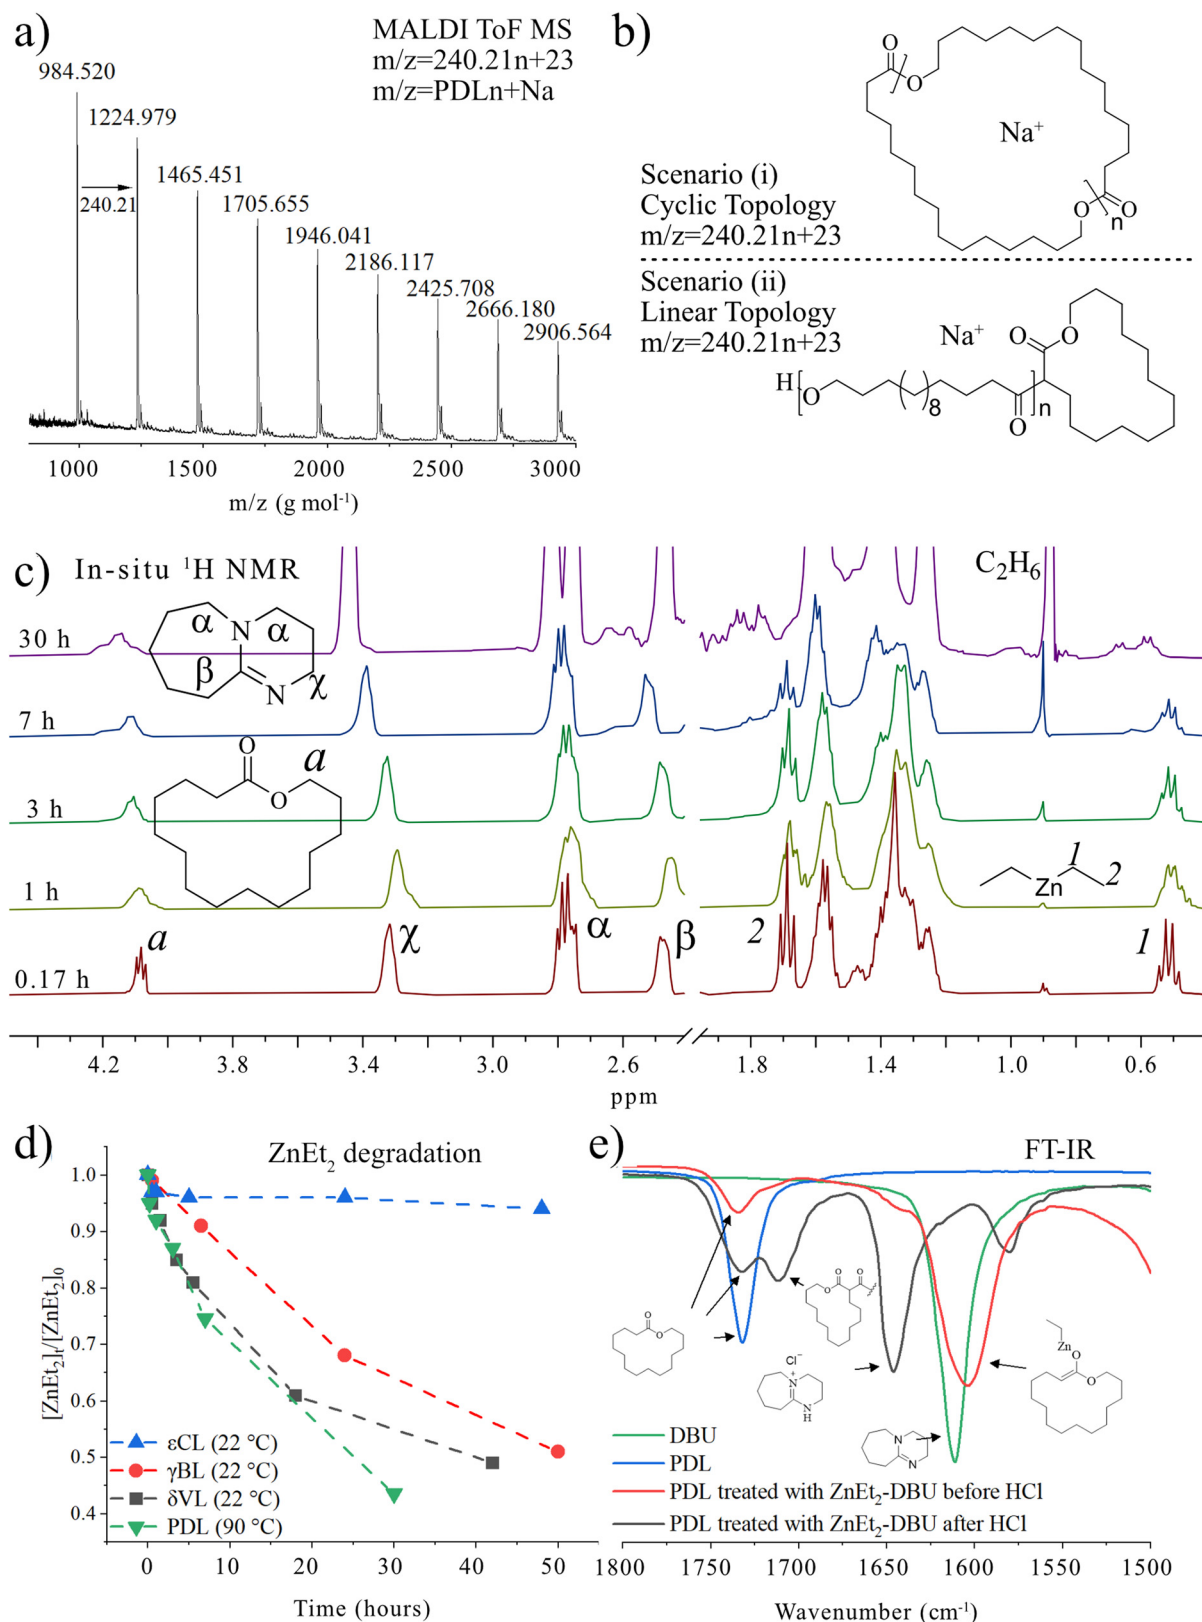 a)
MALDI ToF MS
m/z=240.21n+23
m/z=PDLn+Na
984.520
1224.979
240.21
1465.451
1705.655
1946.041
2186.117
2425.708
2666.180
2906.564
1000 1500 2000 2500 3000
m/z (g mol⁻¹)
b)
O
O
Na⁺
O
n
O
Scenario (i)
Cyclic Topology
m/z=240.21n+23
Scenario (ii)
Linear Topology
m/z=240.21n+23
Na⁺
O
O
H
O
8
O
n
c) In-situ ¹H NMR
C₂H₆
30 h
α
N
α
β
N
χ
7 h
O
a
O
3 h
1 h
1
Zn
2
0.17 h
a
χ
α
β
2
1
4.2 3.8 3.4 3.0 2.6 1.8 1.4 1.0 0.6
ppm
d)
ZnEt₂ degradation
1.0
0.9
0.8
0.7
0.6
0.5
0.4
[ZnEt₂]t/[ZnEt₂]₀
εCL (22 °C)
γBL (22 °C)
δVL (22 °C)
PDL (90 °C)
0 10 20 30 40 50
Time (hours)
e)
FT-IR
O
O
O O
O
Cl⁻
N
+
N
H
Zn
O
O
N
N
DBU
PDL
PDL treated with ZnEt₂-DBU before HCl
PDL treated with ZnEt₂-DBU after HCl
1800 1750 1700 1650 1600 1550 1500
Wavenumber (cm⁻¹)